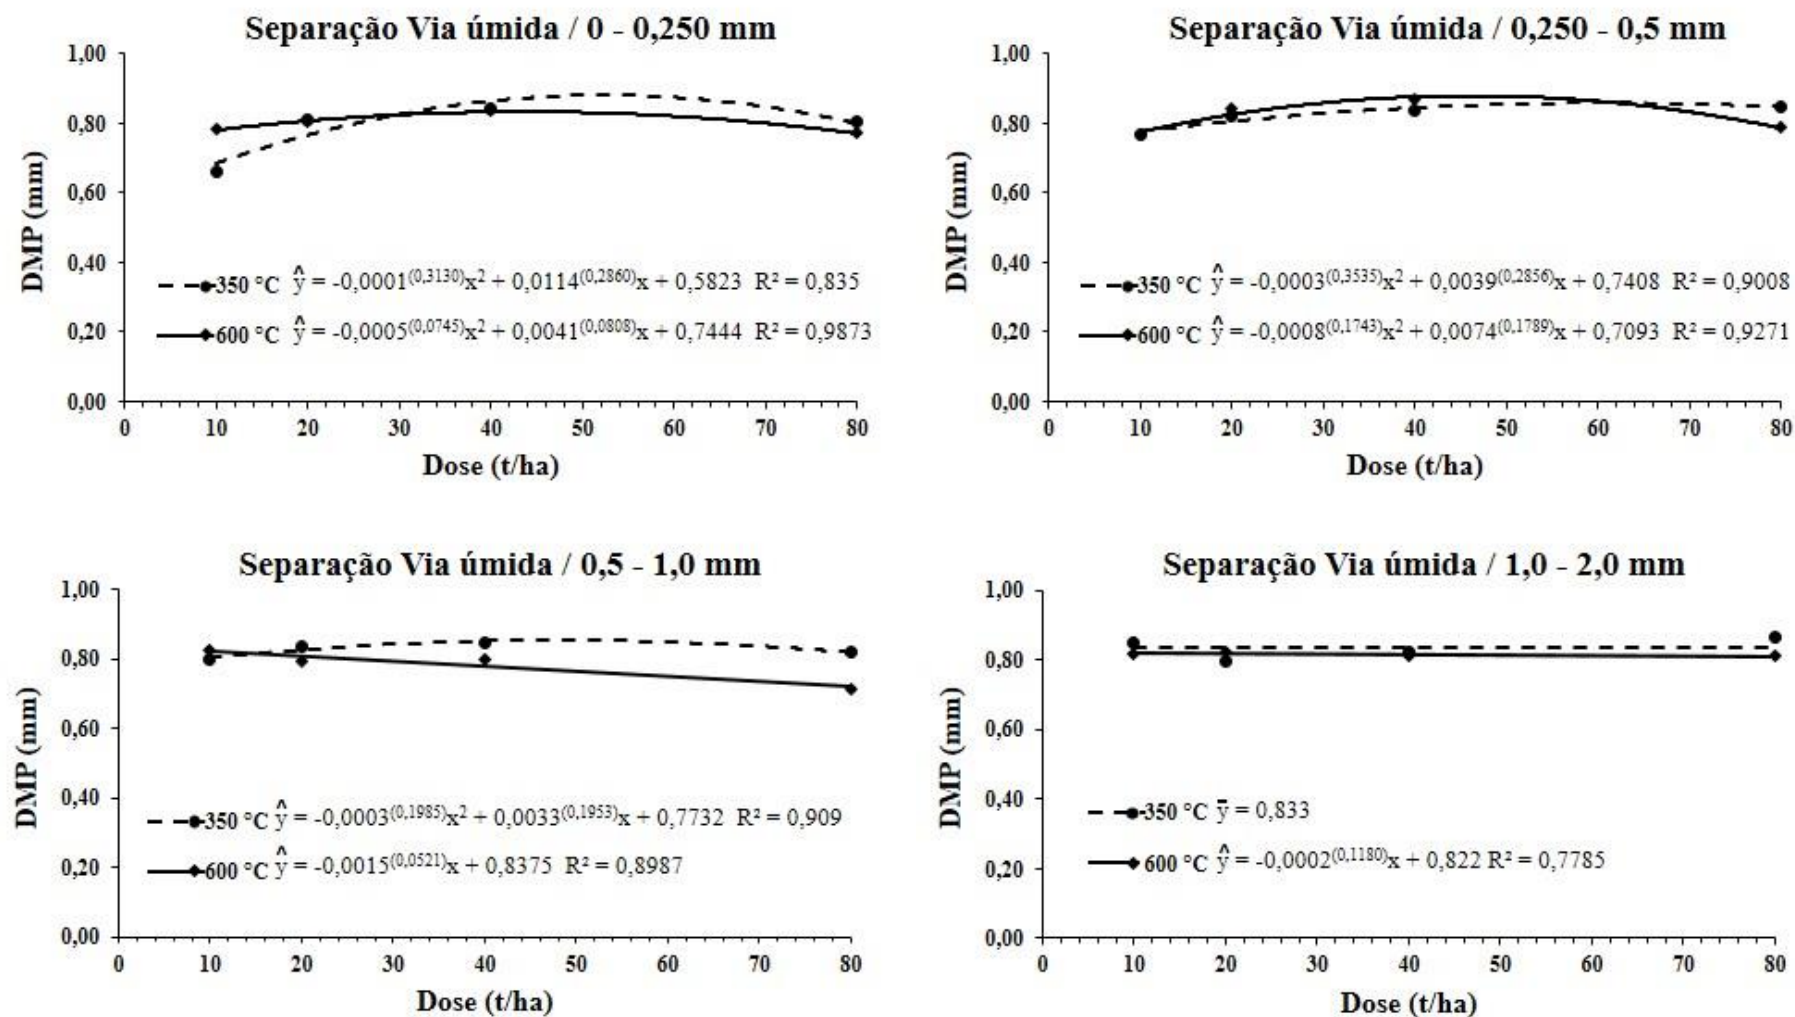 Separação Via úmida / 0 - 0,250 mm
DMP (mm)
1,00
0,80
0,60
0,40
0,20
0,00
350 °C ŷ = -0,0001^(0,3130)x² + 0,0114^(0,2860)x + 0,5823 R² = 0,835
600 °C ŷ = -0,0005^(0,0745)x² + 0,0041^(0,0808)x + 0,7444 R² = 0,9873
0 10 20 30 40 50 60 70 80
Dose (t/ha)
Separação Via úmida / 0,250 - 0,5 mm
DMP (mm)
1,00
0,80
0,60
0,40
0,20
0,00
350 °C ŷ = -0,0003^(0,3535)x² + 0,0039^(0,2856)x + 0,7408 R² = 0,9008
600 °C ŷ = -0,0008^(0,1743)x² + 0,0074^(0,1789)x + 0,7093 R² = 0,9271
0 10 20 30 40 50 60 70 80
Dose (t/ha)
Separação Via úmida / 0,5 - 1,0 mm
DMP (mm)
1,00
0,80
0,60
0,40
0,20
0,00
350 °C ŷ = -0,0003^(0,1985)x² + 0,0033^(0,1953)x + 0,7732 R² = 0,909
600 °C ŷ = -0,0015^(0,0521)x + 0,8375 R² = 0,8987
0 10 20 30 40 50 60 70 80
Dose (t/ha)
Separação Via úmida / 1,0 - 2,0 mm
DMP (mm)
1,00
0,80
0,60
0,40
0,20
0,00
350 °C ȳ = 0,833
600 °C ŷ = -0,0002^(0,1180)x + 0,822 R² = 0,7785
0 10 20 30 40 50 60 70 80
Dose (t/ha)